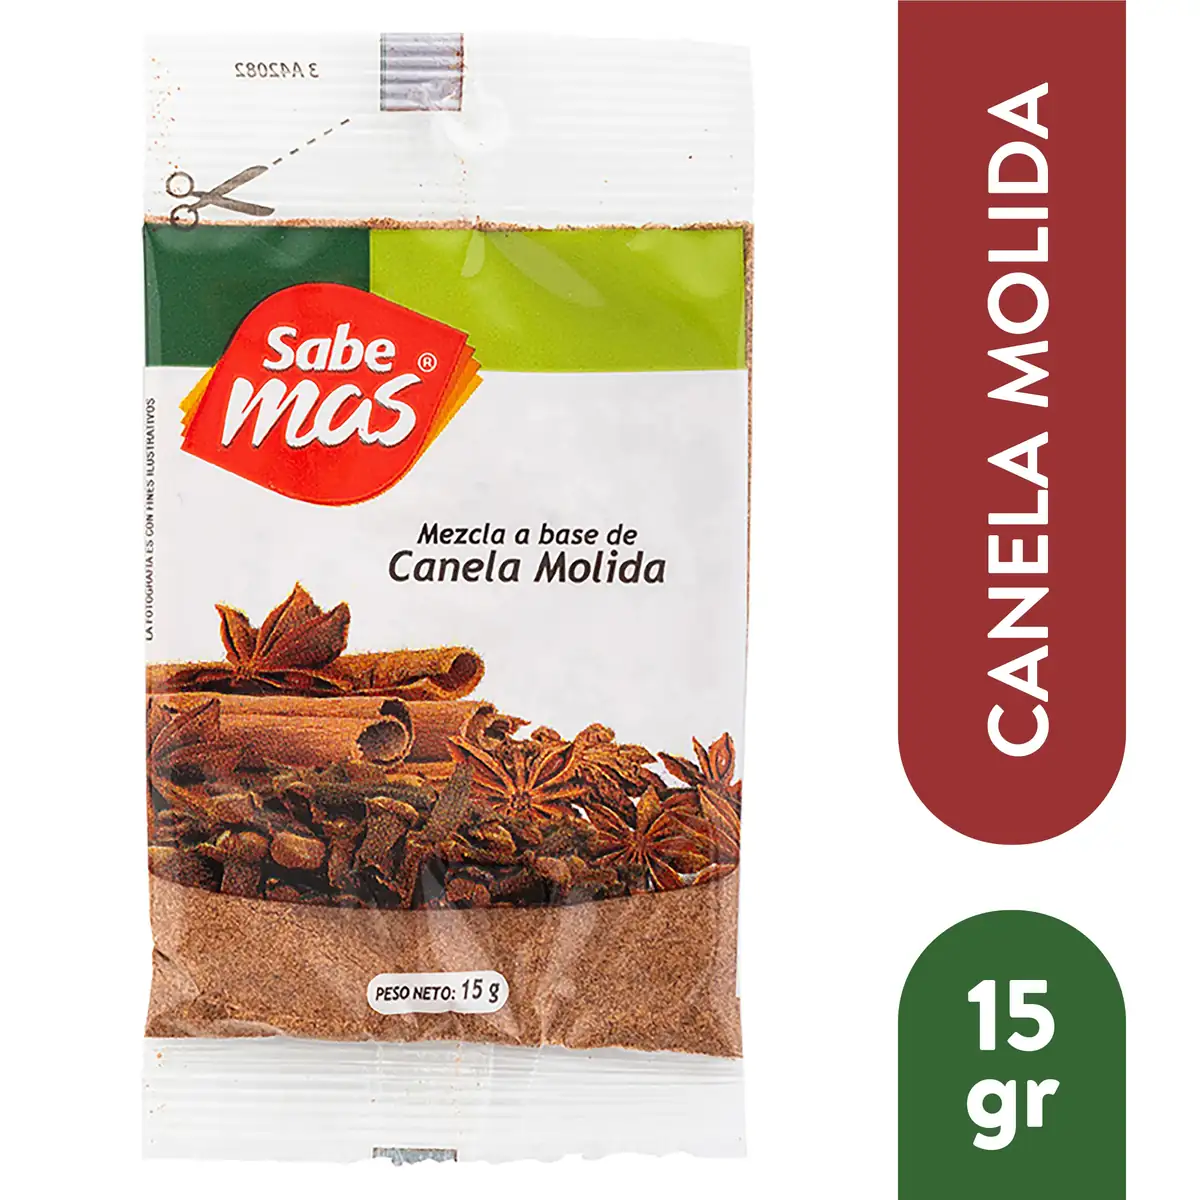 3 A42082
Sabe
mas®
LA FOTOGRAFIA ES CON FINES ILUSTRATIVOS
Mezcla a base de
Canela Molida
PESO NETO: 15 g
CANELA MOLIDA
15
gr